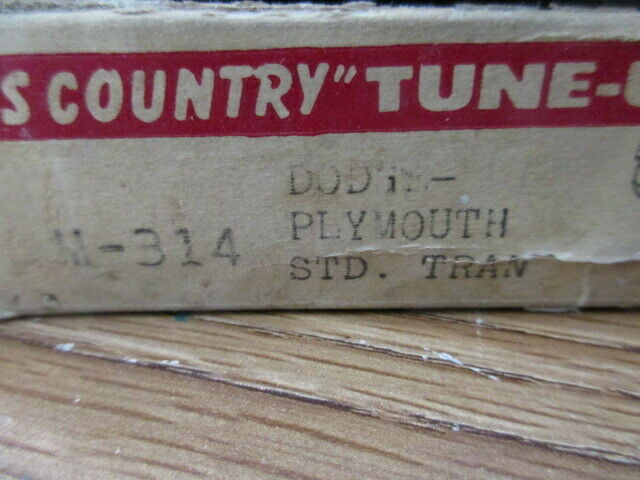 S COUNTRY" TUNE-U
DODGE-
M-314 PLYMOUTH
STD. TRAN